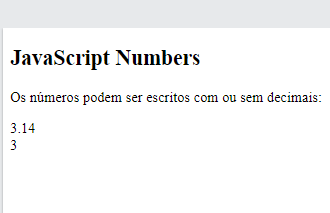 JavaScript Numbers
Os números podem ser escritos com ou sem decimais:
3.14
3